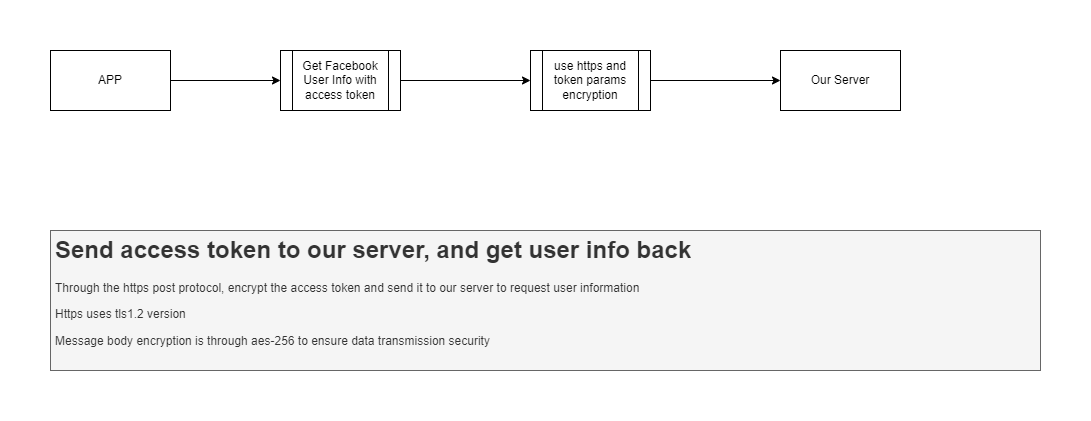 APP
Get Facebook
User Info with
access token
use https and
token params
encryption
Our Server
Send access token to our server, and get user info back
Through the https post protocol, encrypt the access token and send it to our server to request user information
Https uses tls1.2 version
Message body encryption is through aes-256 to ensure data transmission security